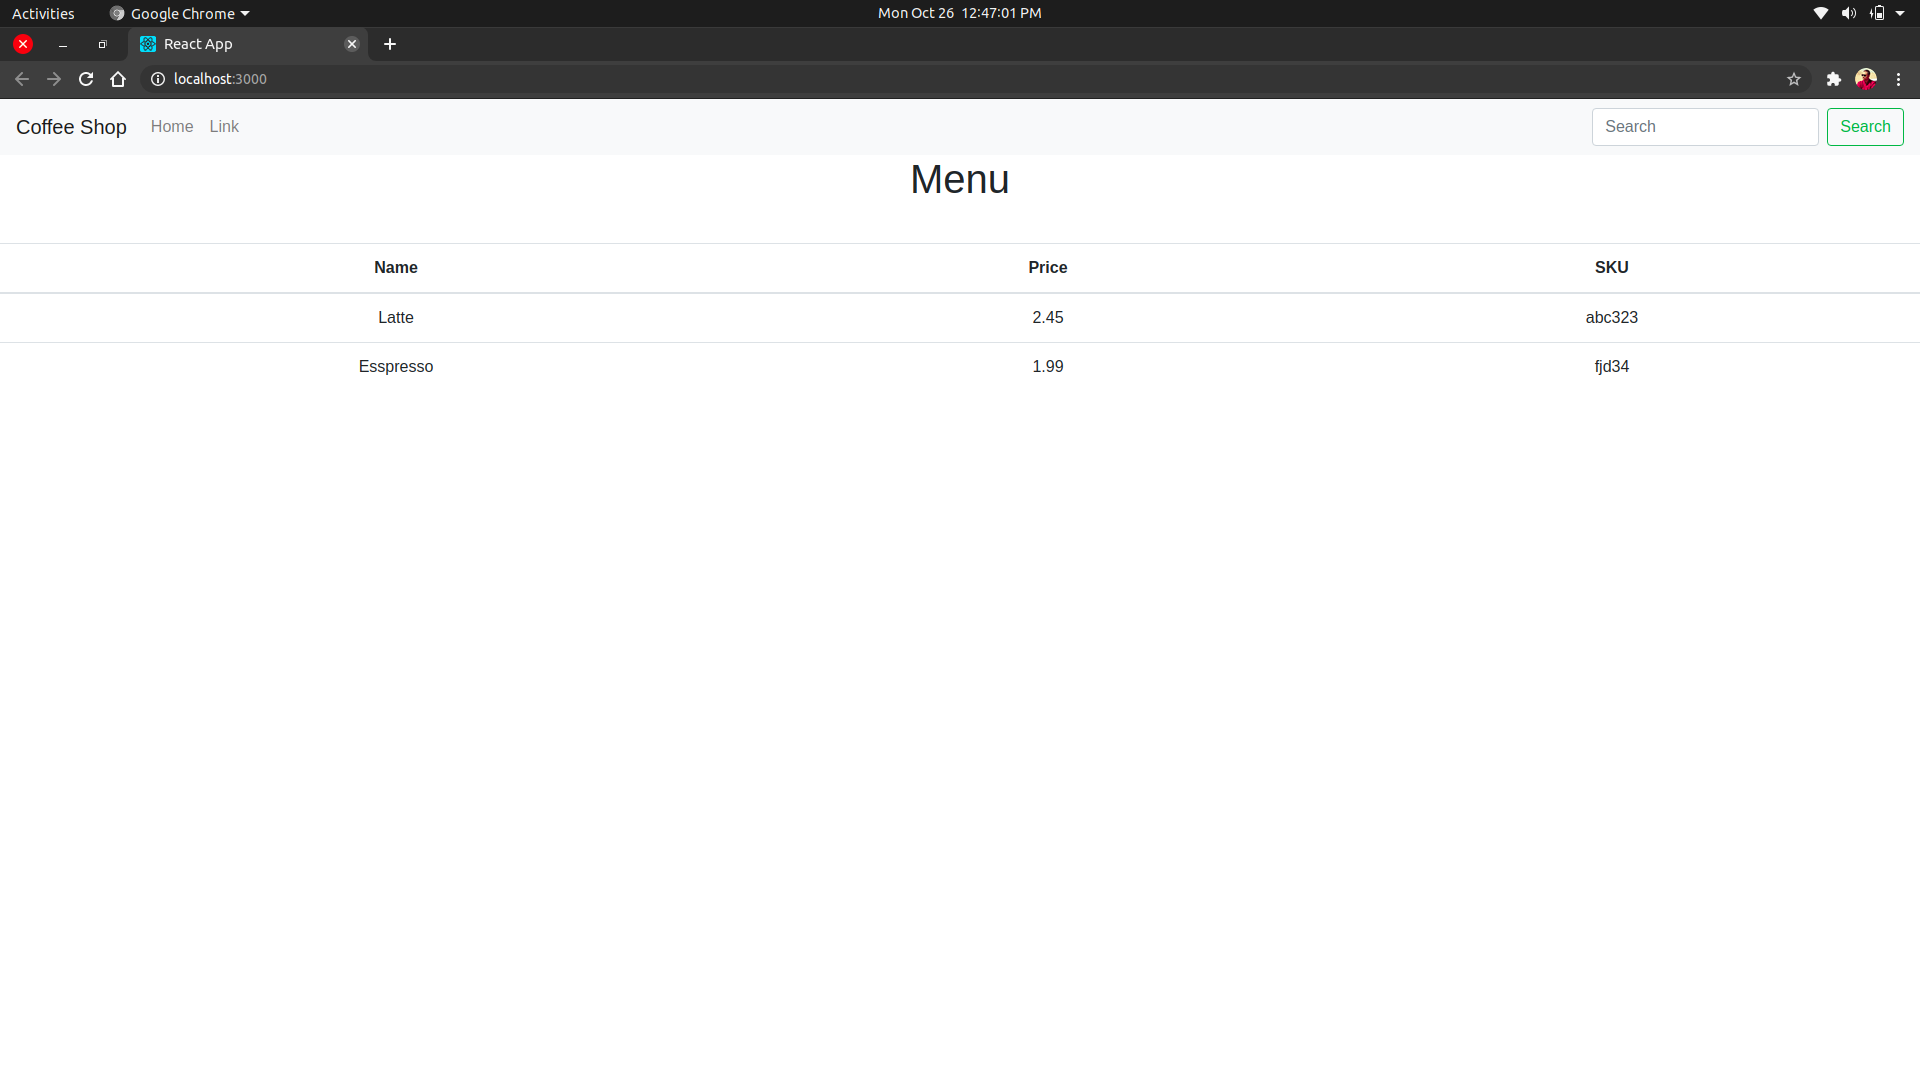 Activities Google Chrome Mon Oct 26 12:47:01 PM
React App
localhost:3000
Coffee Shop Home Link Search Search
Menu
Name Price SKU
Latte 2.45 abc323
Esspresso 1.99 fjd34